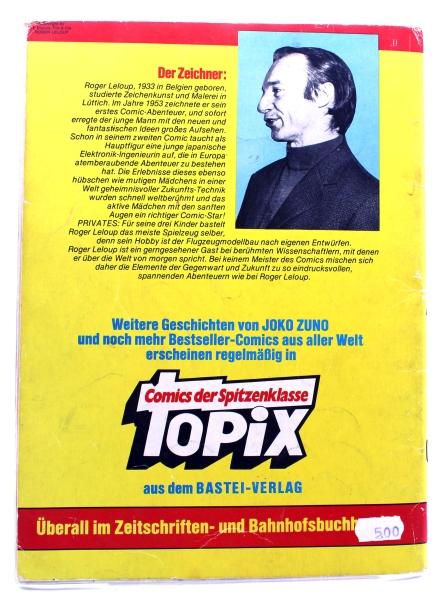 ROGER LELOUP
Der Zeichner:
Roger Leloup, 1933 in Belgien geboren,
studierte Zeichenkunst und Malerei in
Lüttich. Im Jahre 1953 zeichnete er sein
erstes Comic-Abenteuer, und sofort
erregte der junge Mann mit den neuen und
fantastischen Ideen großes Aufsehen.
Schon in seinem zweiten Comic taucht als
Hauptfigur eine junge japanische
Elektronik-Ingenieurin auf, die in Europa
atemberaubende Abenteuer zu bestehen
hat. Die Erlebnisse dieses ebenso
hübschen wie mutigen Mädchens in einer
Welt geheimnisvoller Zukunfts-Technik
wurden schnell weltberühmt und das
aktive Mädchen mit den sanften
Augen ein richtiger Comic-Star!
PRIVATES: Für seine drei Kinder bastelt
Roger Leloup das meiste Spielzeug selber,
denn sein Hobby ist der Flugzeugmodellbau nach eigenen Entwürfen.
Roger Leloup ist ein gerngesehener Gast bei berühmten Wissenschaftlern, mit denen
er über die Welt von morgen spricht. Bei keinem Meister des Comics mischen sich
daher die Elemente der Gegenwart und Zukunft zu so eindrucksvollen,
spannenden Abenteuern wie bei Roger Leloup.
Weitere Geschichten von JOKO ZUNO
und noch mehr Bestseller-Comics aus aller Welt
erscheinen regelmäßig in
Comics der Spitzenklasse
TOPIX
aus dem BASTEI-VERLAG
Überall im Zeitschriften- und Bahnhofsbuchh
500